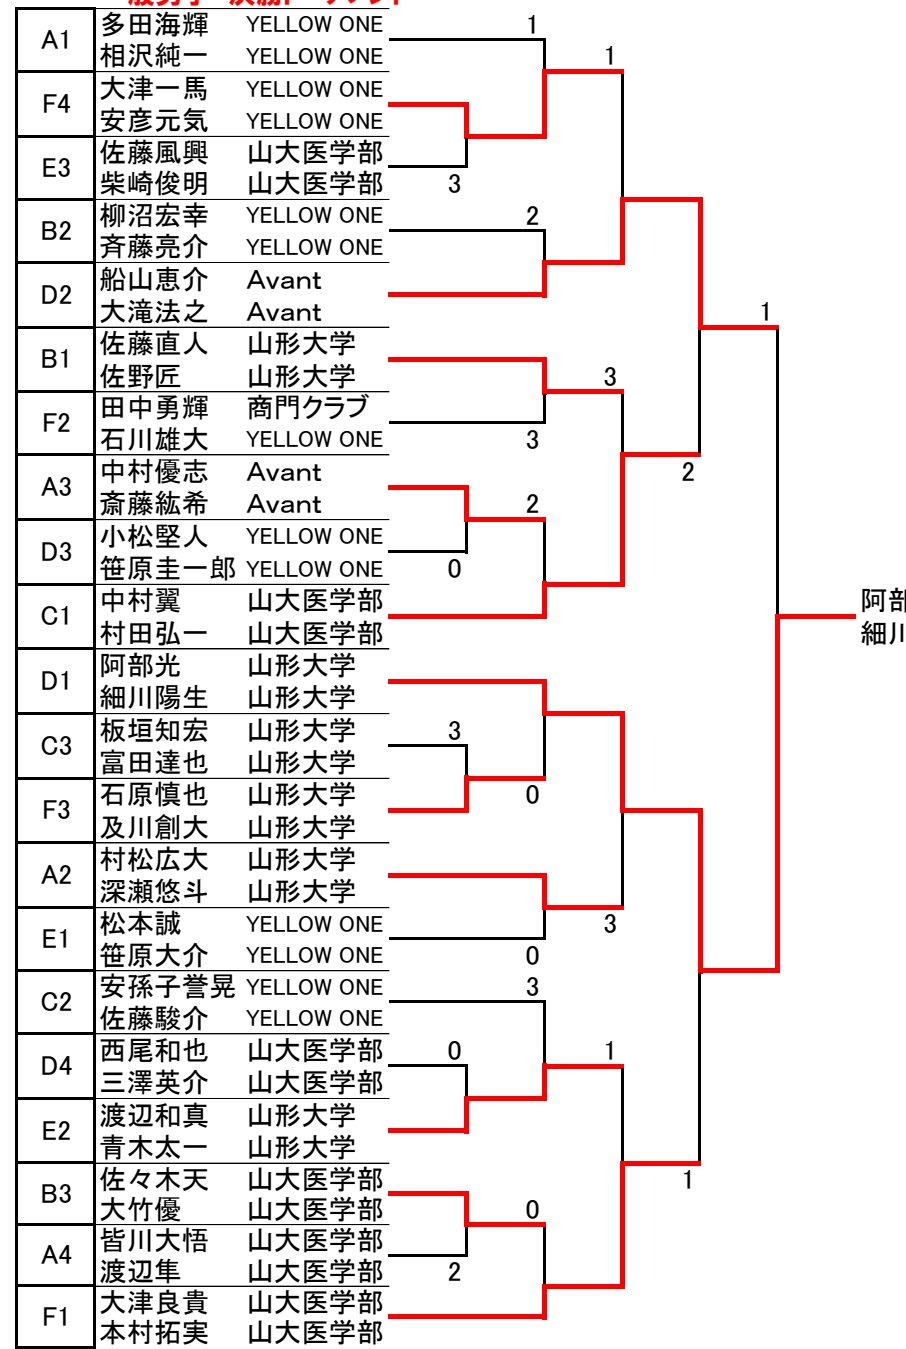 一般男子 決勝トーナメント
A1
多田海輝 YELLOW ONE
相沢純一 YELLOW ONE
1
1
F4
大津一馬 YELLOW ONE
安彦元気 YELLOW ONE
E3
佐藤風興 山大医学部
柴崎俊明 山大医学部
3
B2
柳沼宏幸 YELLOW ONE
斉藤亮介 YELLOW ONE
2
D2
船山恵介 Avant
大滝法之 Avant
1
B1
佐藤直人 山形大学
佐野匠 山形大学
3
F2
田中勇輝 商門クラブ
石川雄大 YELLOW ONE
3
2
A3
中村優志 Avant
斎藤紘希 Avant
2
D3
小松堅人 YELLOW ONE
笹原圭一郎 YELLOW ONE
0
C1
中村翼 山大医学部
村田弘一 山大医学部
阿部
細川
D1
阿部光 山形大学
細川陽生 山形大学
C3
板垣知宏 山形大学
富田達也 山形大学
3
F3
石原慎也 山形大学
及川創大 山形大学
0
A2
村松広大 山形大学
深瀬悠斗 山形大学
E1
松本誠 YELLOW ONE
笹原大介 YELLOW ONE
3
0
C2
安孫子誉晃 YELLOW ONE
佐藤駿介 YELLOW ONE
3
D4
西尾和也 山大医学部
三澤英介 山大医学部
0
1
E2
渡辺和真 山形大学
青木太一 山形大学
B3
佐々木天 山大医学部
大竹優 山大医学部
0
1
A4
皆川大悟 山大医学部
渡辺隼 山大医学部
2
F1
大津良貴 山大医学部
本村拓実 山大医学部